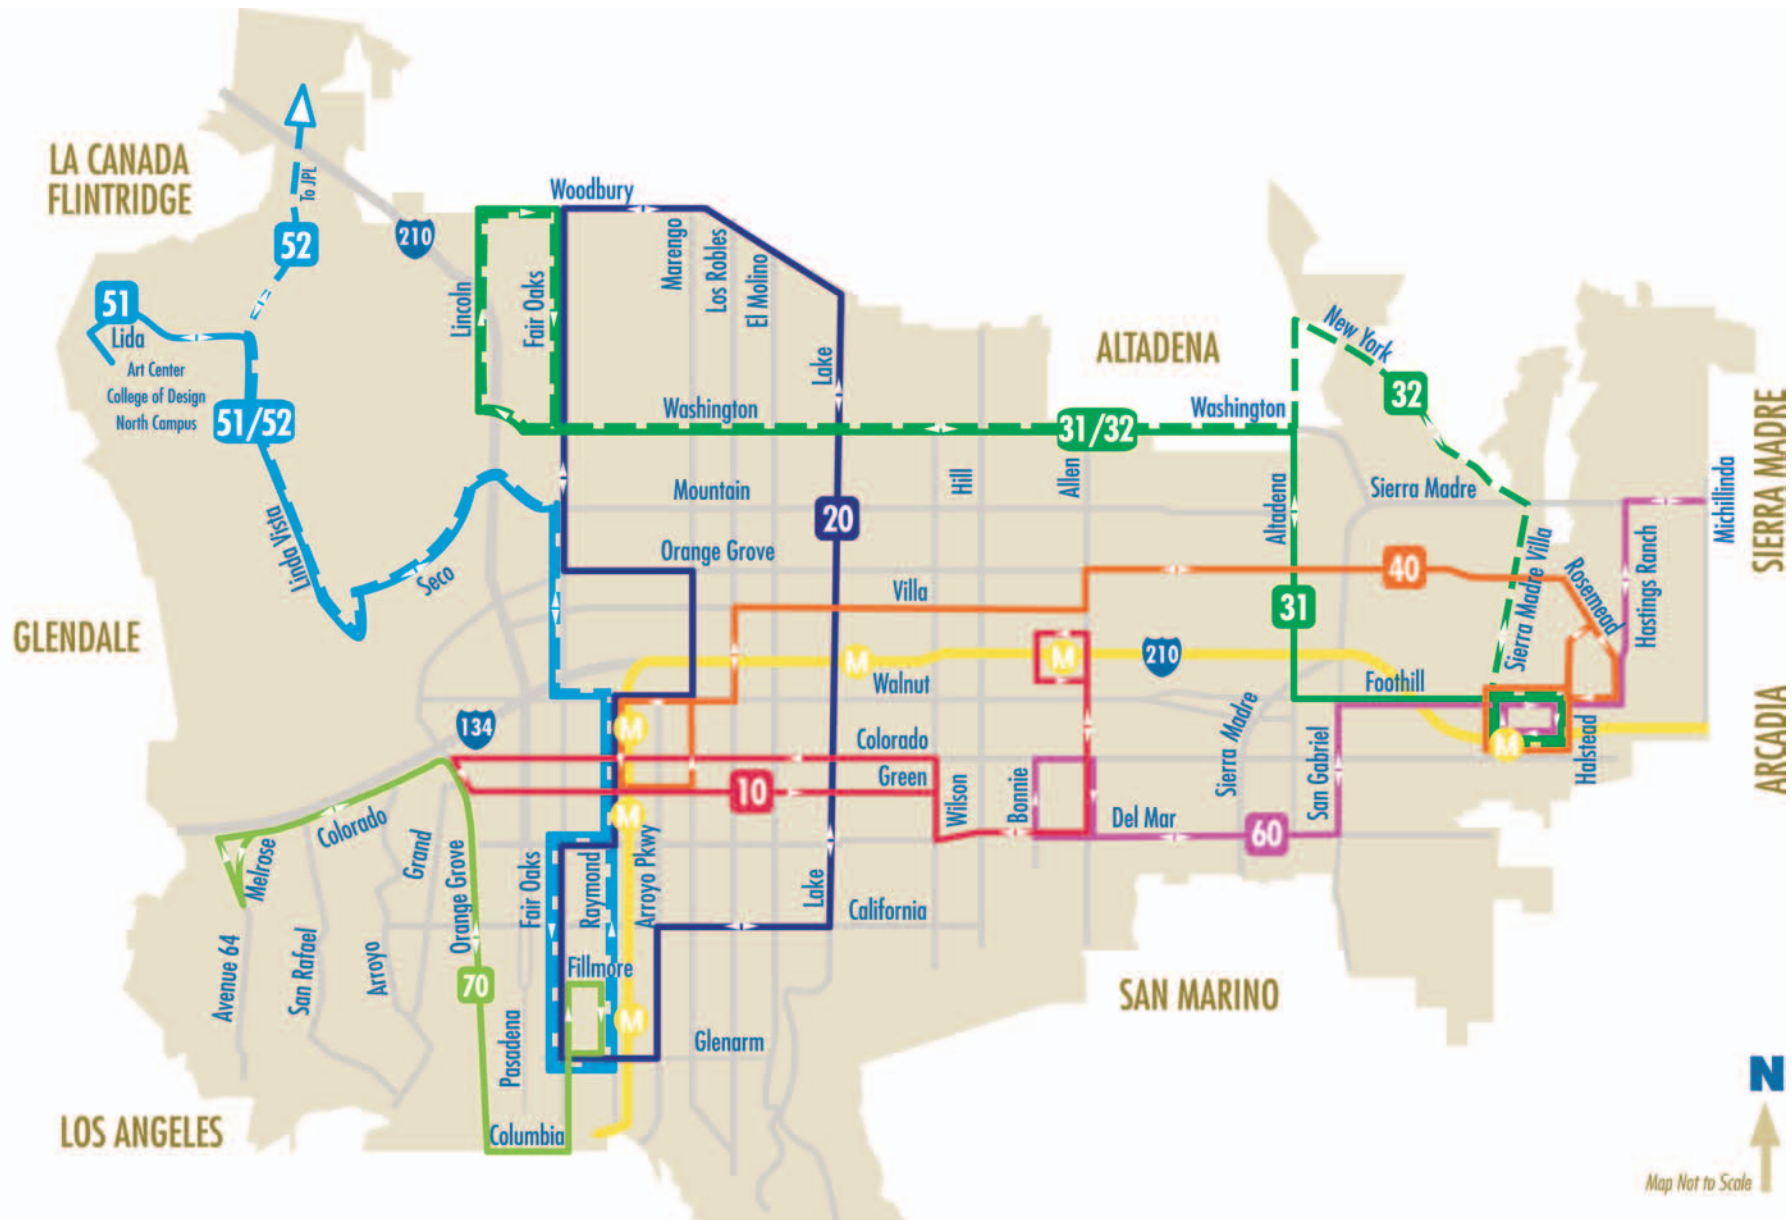 LA CANADA
FLINTRIDGE
To JPL
52
210
51
Lida
Art Center
College of Design
North Campus
51/52
Linda Vista
Seco
GLENDALE
Woodbury
Lincoln
Fair Oaks
Marengo
Los Robles
El Molino
Lake
Washington
ALTADENA
31/32
Washington
New York
32
Mountain
Hill
Allen
20
Orange Grove
Altadena
Sierra Madre
Villa
40
31
Sierra Madre Villa
Rosemead
Hastings Ranch
Michillinda
SIERRA MADRE
M
M
210
Walnut
Foothill
M
134
Colorado
Green
10
Wilson
Bonnie
Sierra Madre
San Gabriel
M
Halstead
ARCADIA
M
Del Mar
60
Colorado
Melrose
Grand
Orange Grove
Fair Oaks
Raymond
Arroyo Pkwy
Lake
California
Avenue 64
San Rafael
Arroyo
70
Fillmore
M
Pasadena
Glenarm
SAN MARINO
Columbia
LOS ANGELES
N
Map Not to Scale